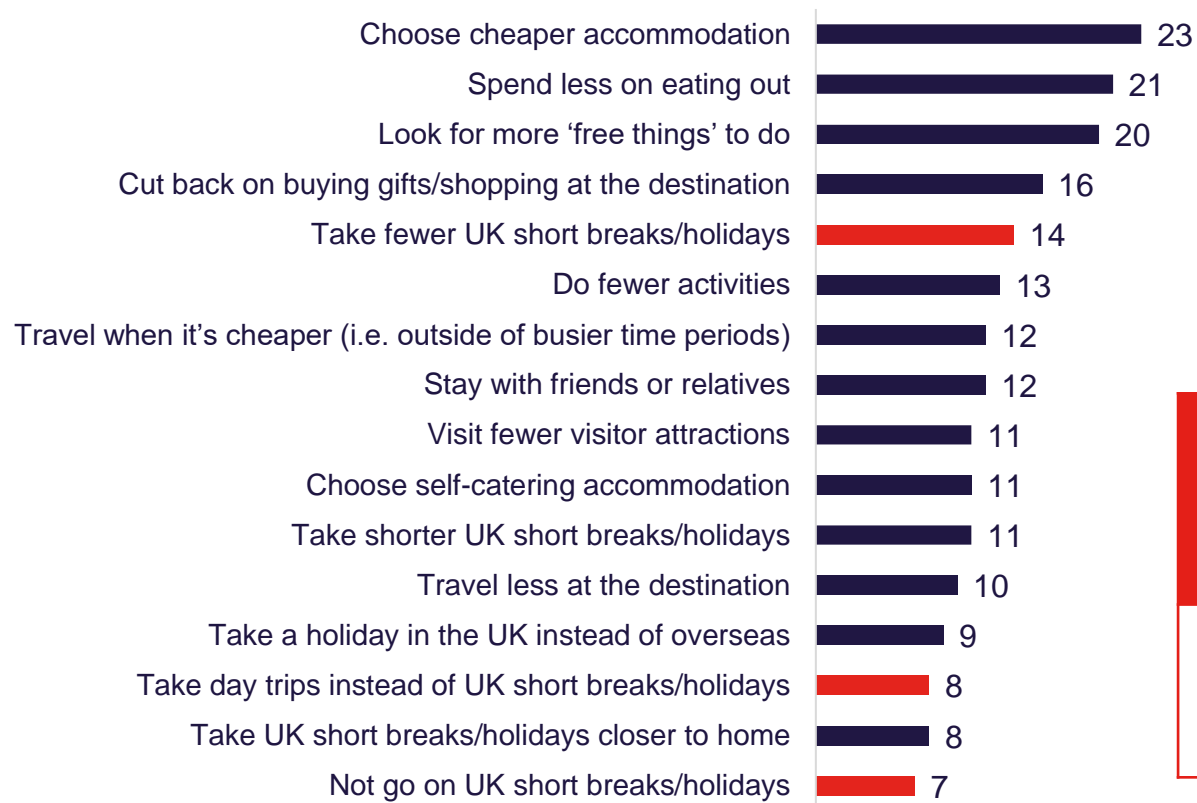 Choose cheaper accommodation 23
Spend less on eating out 21
Look for more ‘free things’ to do 20
Cut back on buying gifts/shopping at the destination 16
Take fewer UK short breaks/holidays 14
Do fewer activities 13
Travel when it’s cheaper (i.e. outside of busier time periods) 12
Stay with friends or relatives 12
Visit fewer visitor attractions 11
Choose self-catering accommodation 11
Take shorter UK short breaks/holidays 11
Travel less at the destination 10
Take a holiday in the UK instead of overseas 9
Take day trips instead of UK short breaks/holidays 8
Take UK short breaks/holidays closer to home 8
Not go on UK short breaks/holidays 7